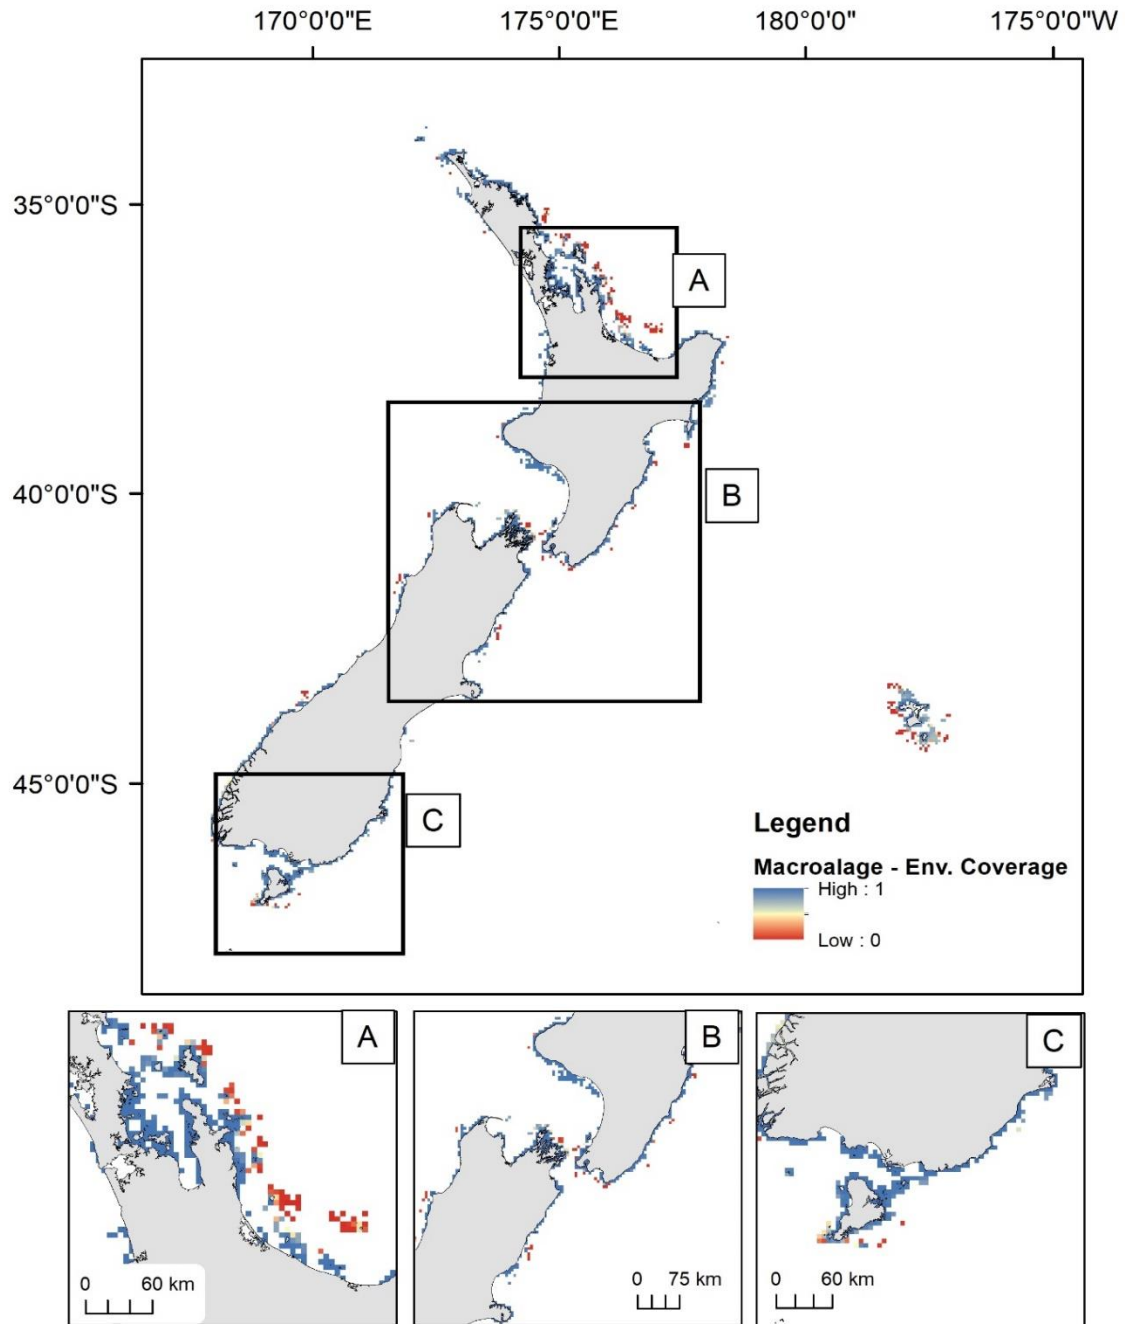 170°0'0"E 175°0'0"E 180°0'0" 175°0'0"W
35°0'0"S
A
40°0'0"S
B
45°0'0"S
C
Legend
Macroalage - Env. Coverage
High : 1
Low : 0
A B C
0 60 km 0 75 km 0 60 km